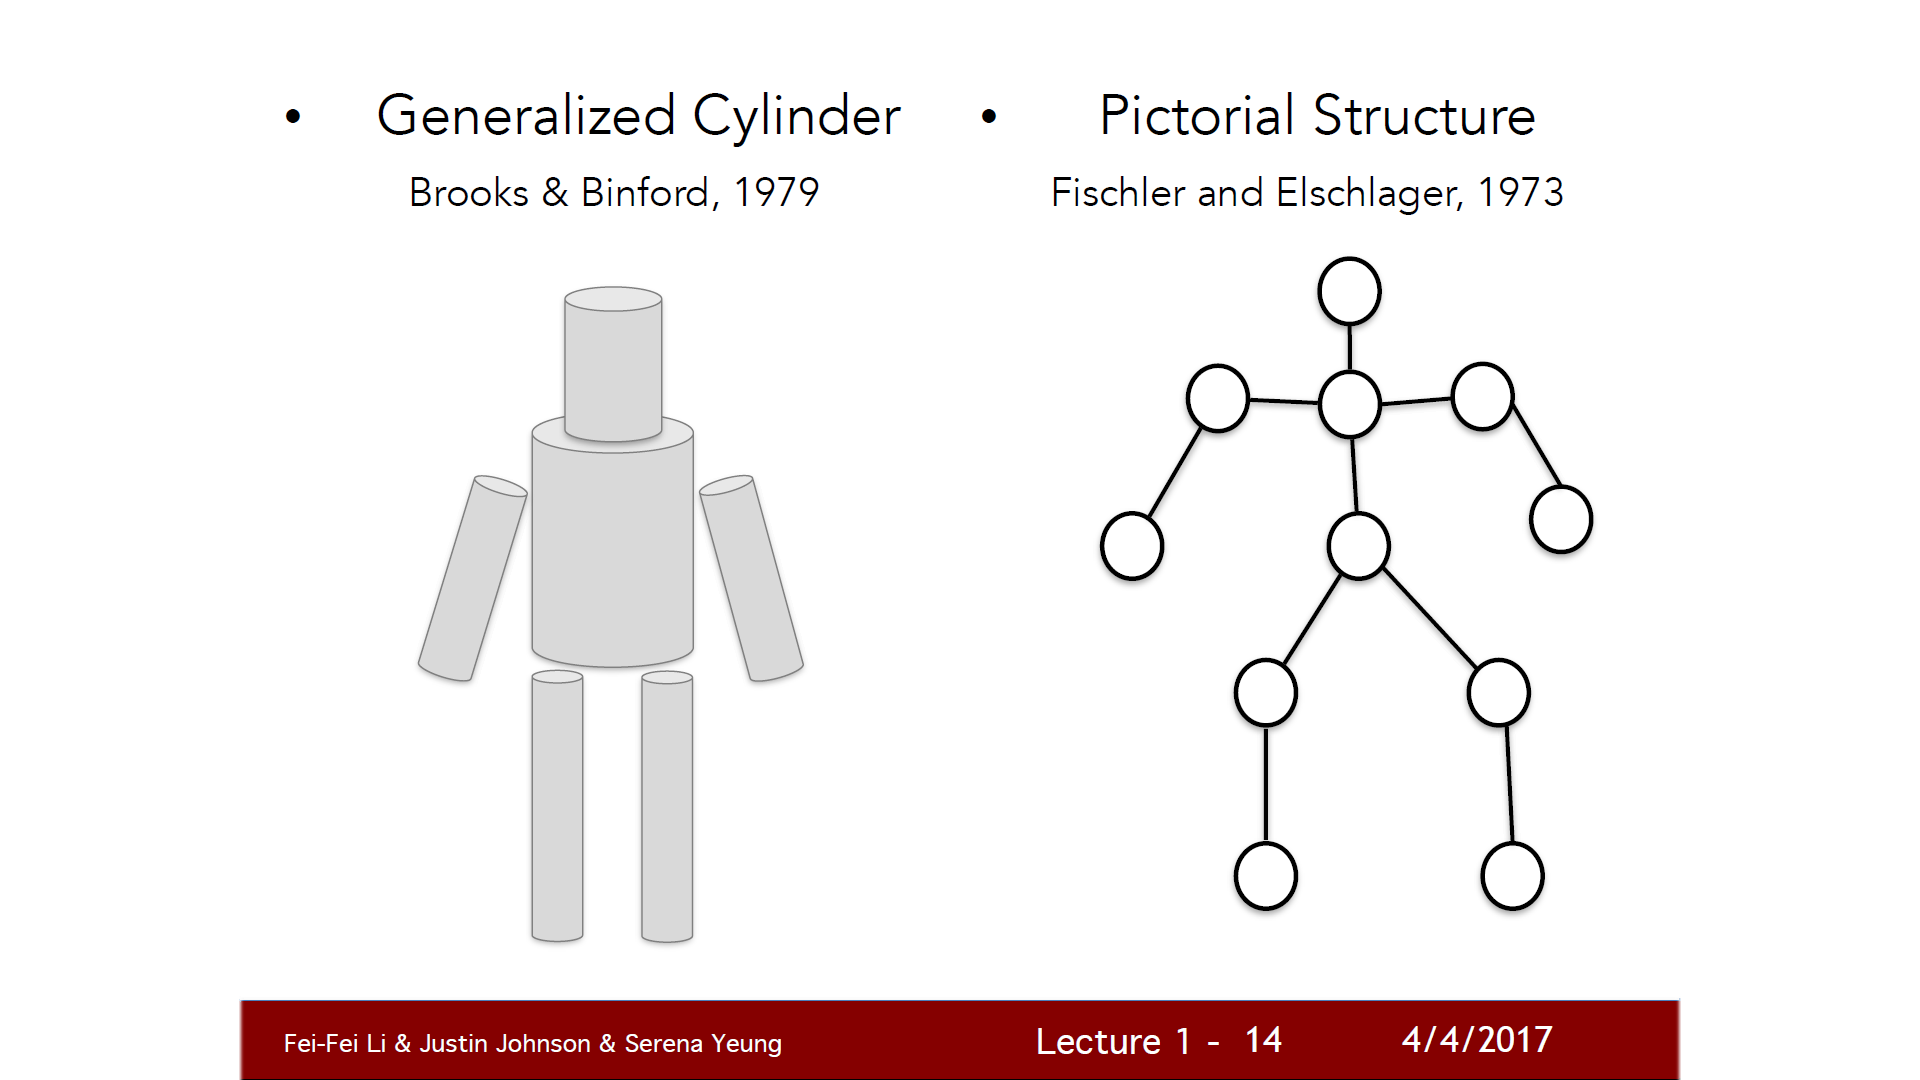 • Generalized Cylinder
Brooks & Binford, 1979
• Pictorial Structure
Fischler and Elschlager, 1973
Fei-Fei Li & Justin Johnson & Serena Yeung
Lecture 1 - 14
4/4/2017